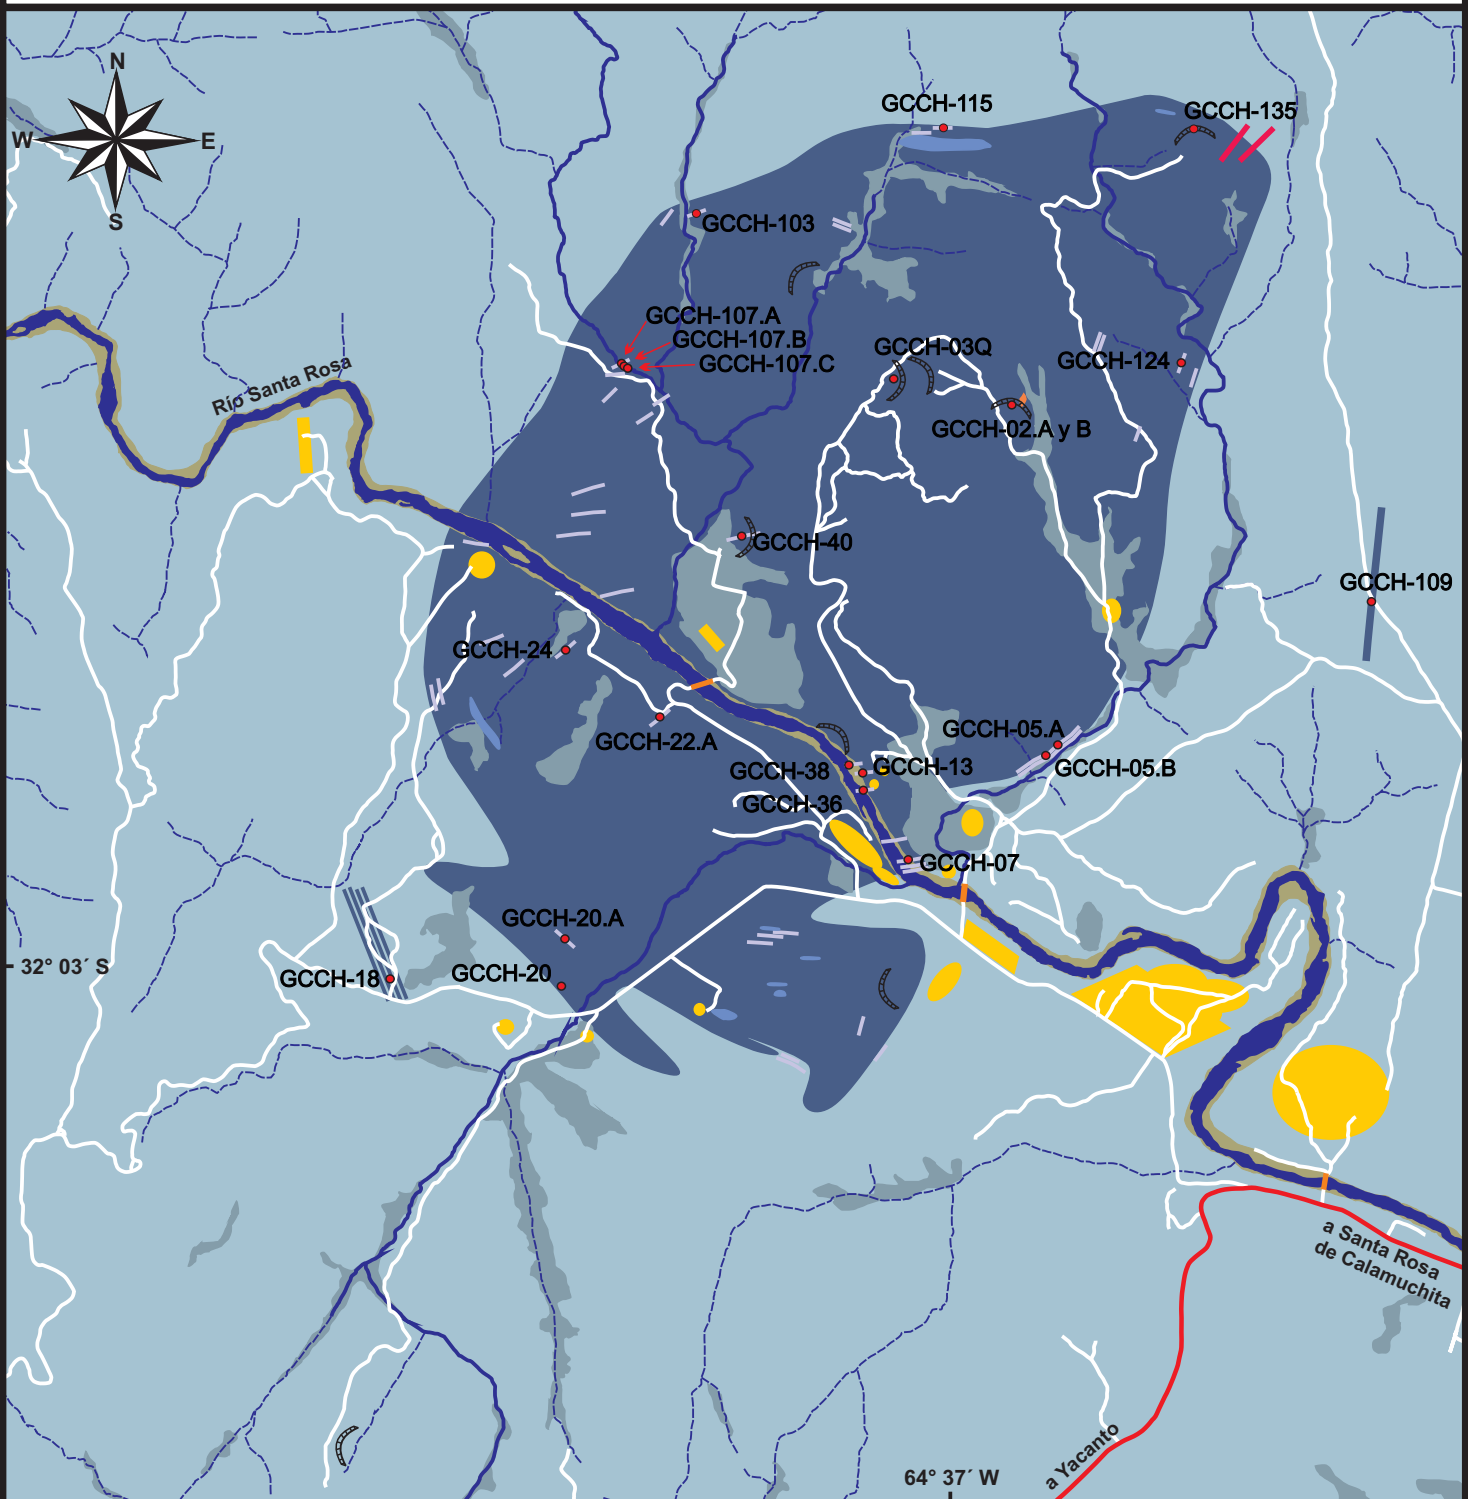 N
GCCH-115
GCCH-135
W
E
S
GCCH-103
GCCH-107.A
GCCH-107.B
GCCH-107.C
GCCH-03Q
GCCH-124
Río Santa Rosa
GCCH-02.A y B
GCCH-40
GCCH-109
GCCH-24
GCCH-22.A
GCCH-05.A
GCCH-38
GCCH-13
GCCH-05.B
GCCH-36
GCCH-07
GCCH-20.A
32° 03´ S
GCCH-18
GCCH-20
a Santa Rosa
de Calamuchita
a Yacanto
64° 37´ W